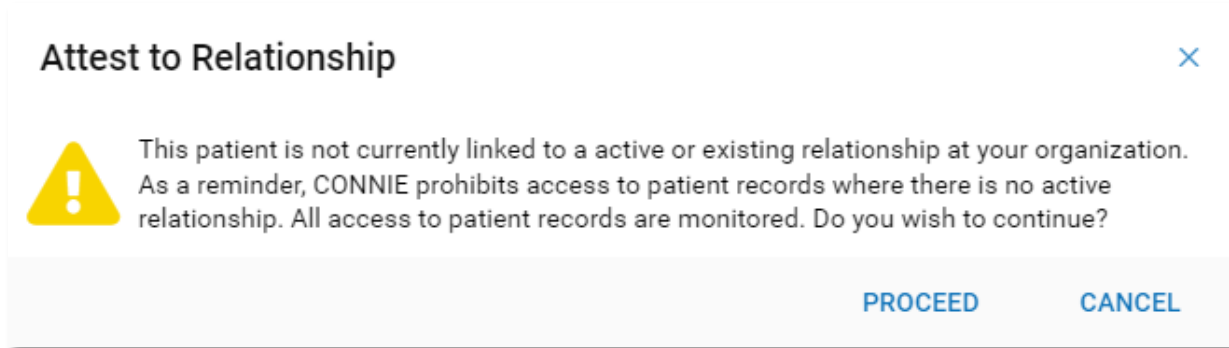 Attest to Relationship
This patient is not currently linked to a active or existing relationship at your organization.
As a reminder, CONNIE prohibits access to patient records where there is no active
relationship. All access to patient records are monitored. Do you wish to continue?
PROCEED CANCEL